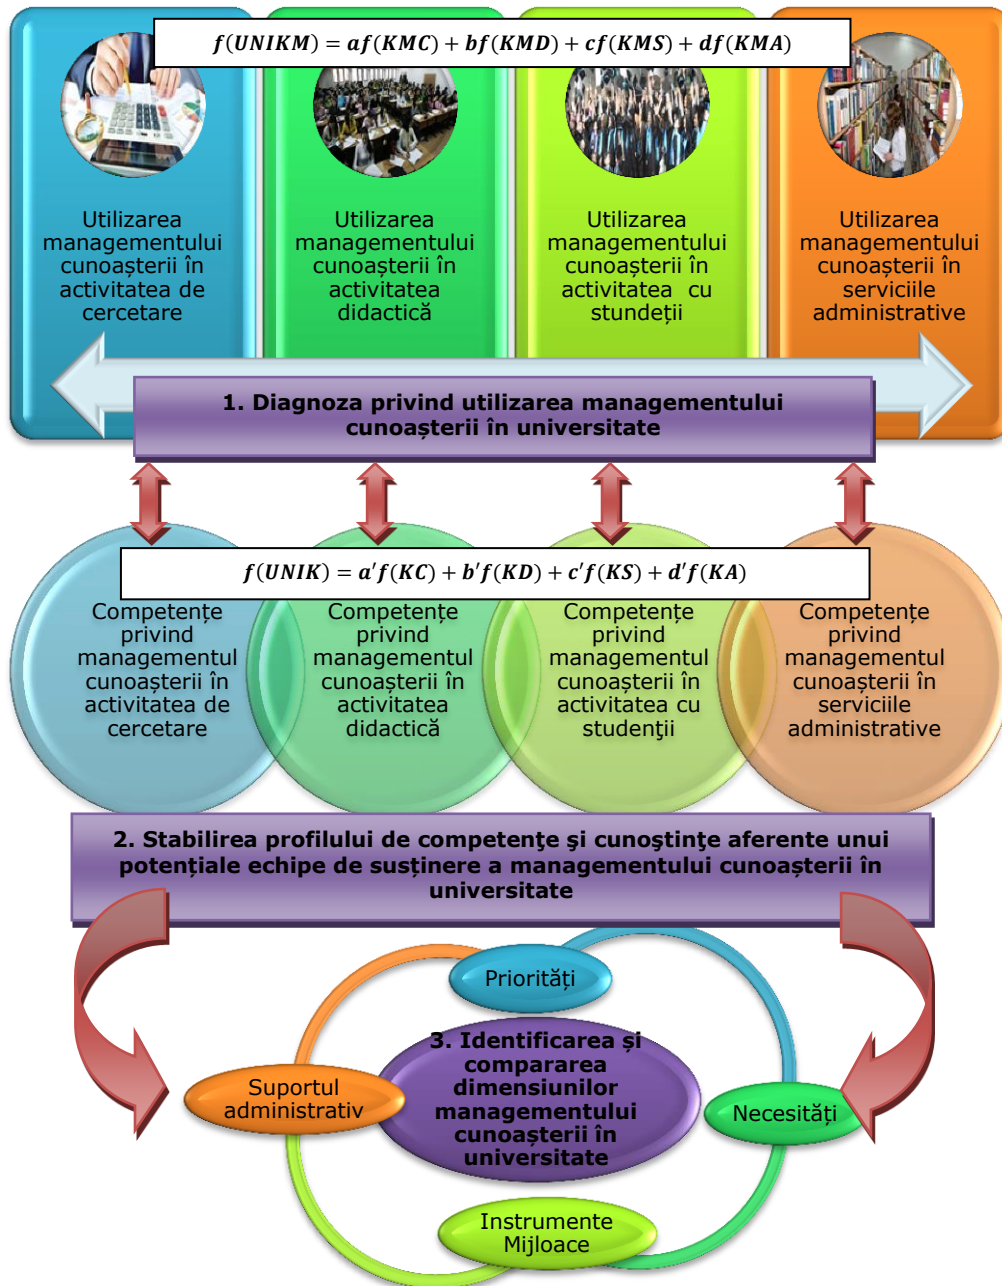 f(UNIKM) = af(KMC) + bf(KMD) + cf(KMS) + df(KMA)
Utilizarea
managementului
cunoașterii în
activitatea de
cercetare
Utilizarea
managementului
cunoașterii în
activitatea
didactică
Utilizarea
managementului
cunoașterii în
activitatea cu
stundeții
Utilizarea
managementului
cunoașterii în
serviciile
administrative
1. Diagnoza privind utilizarea managementului
cunoașterii în universitate
f(UNIK) = a'f(KC) + b'f(KD) + c'f(KS) + d'f(KA)
Competențe
privind
managementul
cunoașterii în
activitatea de
cercetare
Competențe
privind
managementul
cunoașterii în
activitatea
didactică
Competențe
privind
managementul
cunoașterii în
activitatea cu
studenţii
Competențe
privind
managementul
cunoașterii în
serviciile
administrative
2. Stabilirea profilului de competenţe şi cunoştinţe aferente unui
potențiale echipe de susținere a managementului cunoașterii în
universitate
Priorități
3. Identificarea și
compararea
dimensiunilor
managementului
cunoașterii în
universitate
Suportul
administrativ
Necesități
Instrumente
Mijloace